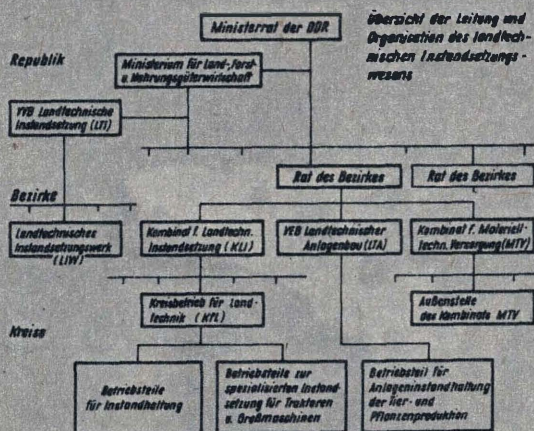 Ministerrat der DDR
Übersicht der Leitung und
Organisation des landtech-
nischen Instandsetzungs-
wesens
Republik
Ministerium für Land-, Forst-
u. Nahrungsgüterwirtschaft
VVB Landtechnische
Instandsetzung (LTI)
Rat des Bezirkes
Rat des Bezirkes
Bezirke
Landtechnisches
Instandsetzungswerk
(LIW)
Kombinat f. Landtechn.
Instandsetzung (KLI)
VEB Landtechnischer
Anlagenbau (LTA)
Kombinat f. Materiell-
techn. Versorgung (MTV)
Kreisbetrieb für Land-
technik (KfL)
Außenstelle
des Kombinats MTV
Kreise
Betriebsteile
für Instandhaltung
Betriebsteile zur
spezialisierten Instand-
setzung für Traktoren
u. Großmaschinen
Betriebsteil für
Anlageninstandhaltung
der Tier- und
Pflanzenproduktion